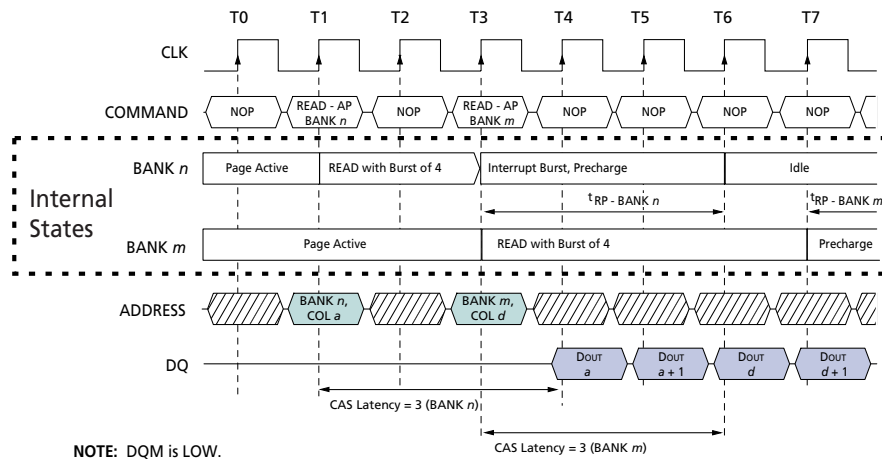 T0 T1 T2 T3 T4 T5 T6 T7
CLK
COMMAND NOP READ - AP BANK n NOP READ - AP BANK m NOP NOP NOP NOP
Internal States
BANK n Page Active READ with Burst of 4 Interrupt Burst, Precharge Idle
tRP - BANK n tRP - BANK m
BANK m Page Active READ with Burst of 4 Precharge
ADDRESS BANK n, COL a BANK m, COL d
DQ DOUT a DOUT a + 1 DOUT d DOUT d + 1
CAS Latency = 3 (BANK n)
CAS Latency = 3 (BANK m)
NOTE: DQM is LOW.